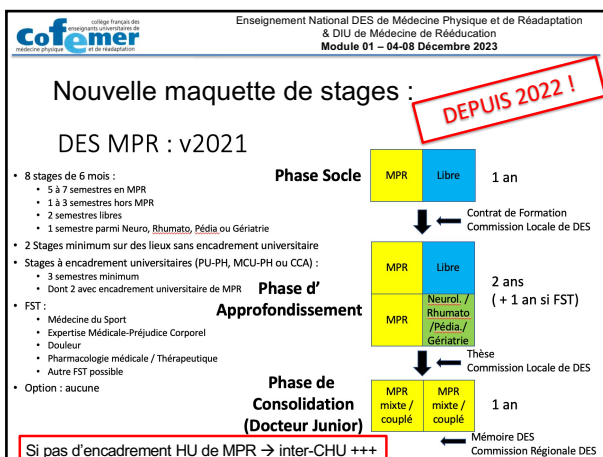 collège français des
enseignants universitaires de
Cofemer
médecine physique et de réadaptation
Enseignement National DES de Médecine Physique et de Réadaptation
& DIU de Médecine de Rééducation
Module 01 – 04-08 Décembre 2023
Nouvelle maquette de stages :
DEPUIS 2022 !
DES MPR : v2021
• 8 stages de 6 mois :
• 5 à 7 semestres en MPR
• 1 à 3 semestres hors MPR
• 2 semestres libres
• 1 semestre parmi Neuro, Rhumato, Pédia ou Gériatrie
• 2 Stages minimum sur des lieux sans encadrement universitaire
• Stages à encadrement universitaires (PU-PH, MCU-PH ou CCA) :
• 3 semestres minimum
• Dont 2 avec encadrement universitaire de MPR
• FST :
• Médecine du Sport
• Expertise Médicale-Préjudice Corporel
• Douleur
• Pharmacologie médicale / Thérapeutique
• Autre FST possible
• Option : aucune
Phase Socle
MPR
Libre
1 an
Contrat de Formation
Commission Locale de DES
Phase d'
Approfondissement
MPR
Libre
MPR
Neurol. /
Rhumato
/Pédia./
Gériatrie
2 ans
( + 1 an si FST)
Thèse
Commission Locale de DES
Phase de
Consolidation
(Docteur Junior)
MPR
mixte /
couplé
MPR
mixte /
couplé
1 an
Mémoire DES
Commission Régionale DES
Si pas d'encadrement HU de MPR → inter-CHU +++